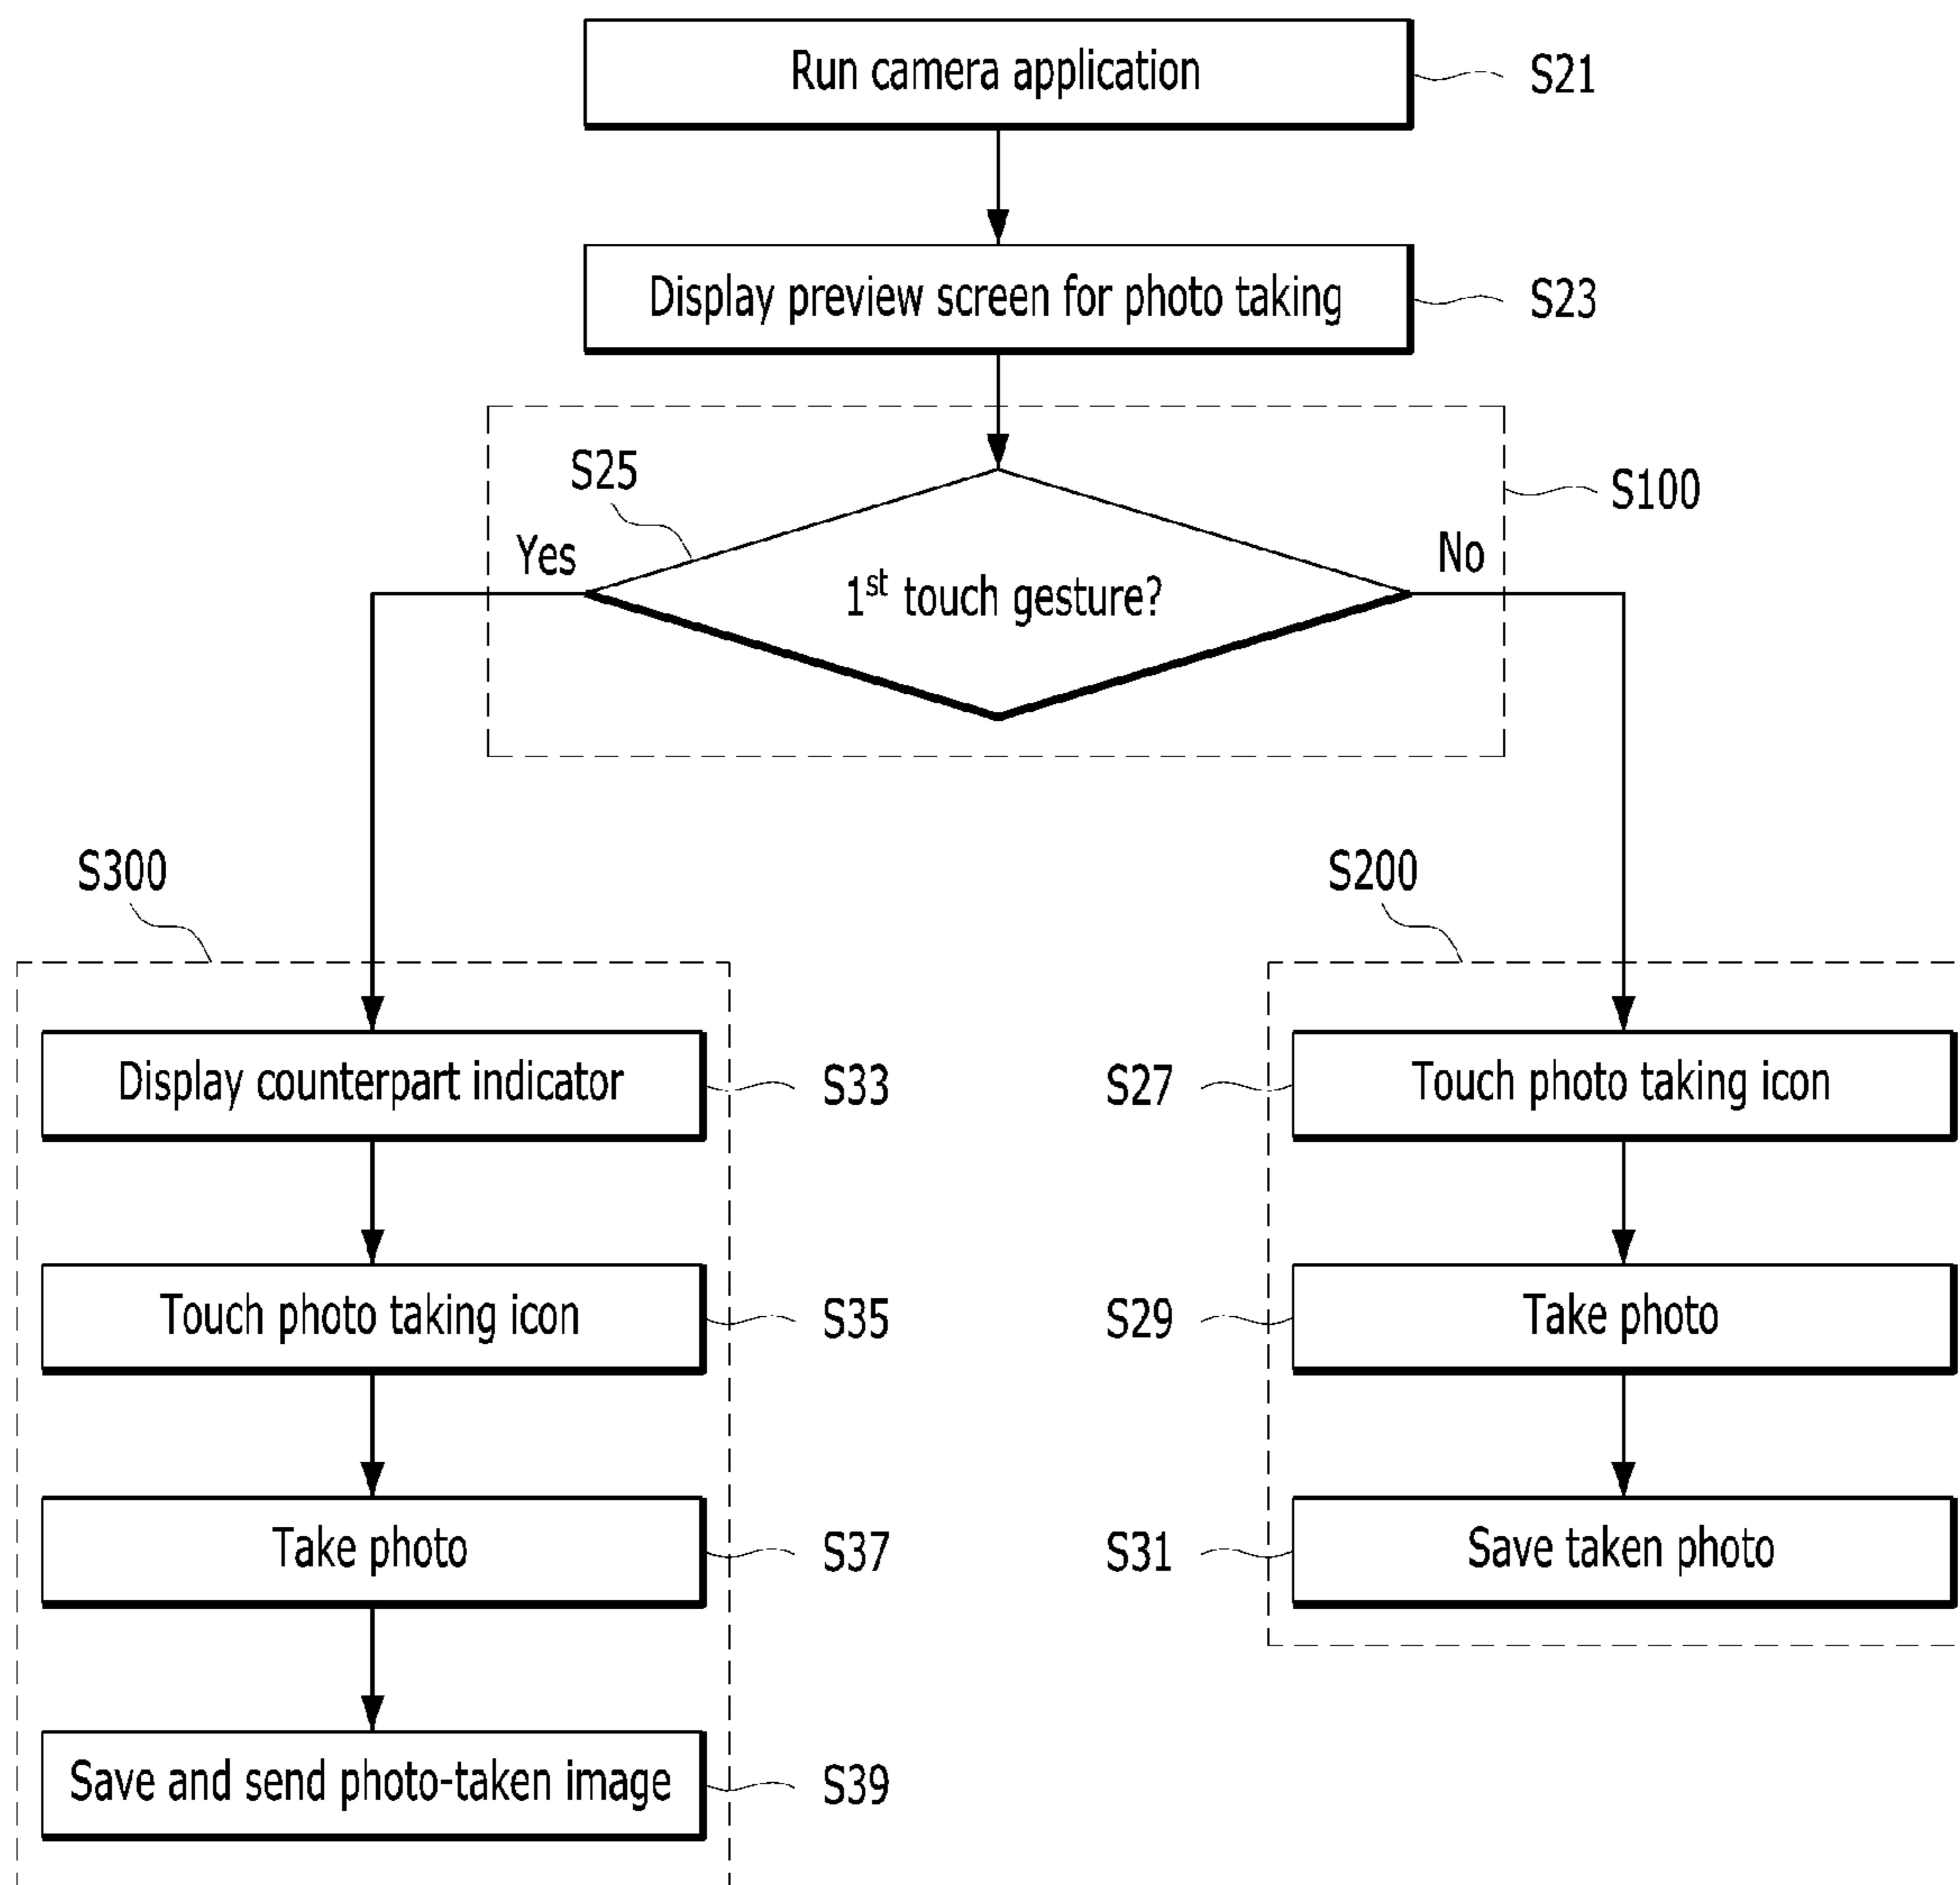 Run camera application
S21
Display preview screen for photo taking
S23
S25
S100
Yes
No
1st touch gesture?
S300
S200
Display counterpart indicator
S33
S27
Touch photo taking icon
Touch photo taking icon
S35
S29
Take photo
Take photo
S37
S31
Save taken photo
Save and send photo-taken image
S39